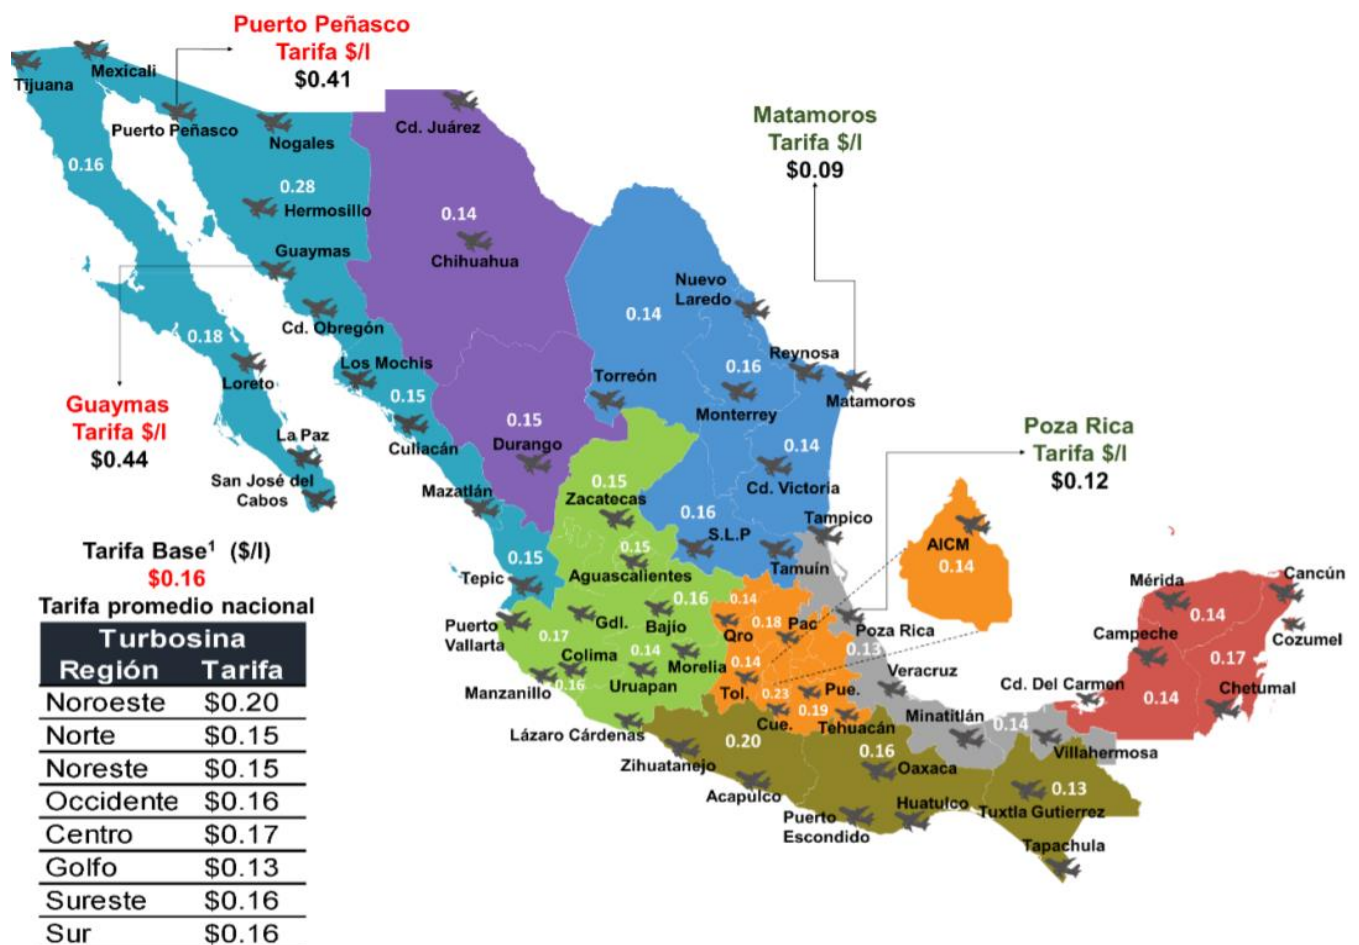 Puerto Peñasco
Tarifa $/l
$0.41
Tijuana
Mexicali
Puerto Peñasco
Nogales
Cd. Juárez
Matamoros
Tarifa $/l
$0.09
0.16
0.28
Hermosillo
0.14
Chihuahua
Guaymas
Cd. Obregón
Nuevo
Laredo
0.14
0.18
Loreto
Los Mochis
0.15
Culiacán
Torreón
0.16
Monterrey
Reynosa
Matamoros
Guaymas
Tarifa $/l
$0.44
La Paz
San José del
Cabos
Mazatlán
0.15
Durango
0.14
Cd. Victoria
Poza Rica
Tarifa $/l
$0.12
0.15
Zacatecas
0.16
S.L.P
Tampico
Tamuín
AICM
0.14
Tarifa Base¹ ($/l)
$0.16
Tarifa promedio nacional
0.15
Tepic
0.15
Aguascalientes
0.16
Puerto
Vallarta
Gdl.
Bajío
0.17
Colima
0.14
Morelia
Manzanillo
0.16
Uruapan
Lázaro Cárdenas
0.14
0.18
Qro
Pac
0.14
Tol.
0.23
Pue.
Cue.
0.19
Tehuacán
Poza Rica
0.13
Veracruz
Minatitlán
0.14
Villahermosa
Mérida
Cancún
0.14
Campeche
Cozumel
0.17
Cd. Del Carmen
0.14
Chetumal
0.20
Zihuatanejo
Acapulco
0.16
Oaxaca
Puerto
Escondido
Huatulco
0.13
Tuxtla Gutierrez
Tapachula
Turbosina
Región Tarifa
Noroeste $0.20
Norte $0.15
Noreste $0.15
Occidente $0.16
Centro $0.17
Golfo $0.13
Sureste $0.16
Sur $0.16